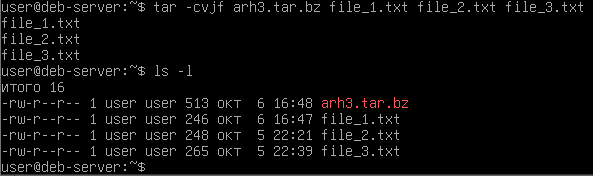 user@deb-server:~$ tar -cvjf arh3.tar.bz file_1.txt file_2.txt file_3.txt
file_1.txt
file_2.txt
file_3.txt
user@deb-server:~$ ls -l
итого 16
-rw-r--r-- 1 user user 513 окт  6 16:48 arh3.tar.bz
-rw-r--r-- 1 user user 246 окт  6 16:47 file_1.txt
-rw-r--r-- 1 user user 248 окт  5 22:21 file_2.txt
-rw-r--r-- 1 user user 265 окт  5 22:39 file_3.txt
user@deb-server:~$